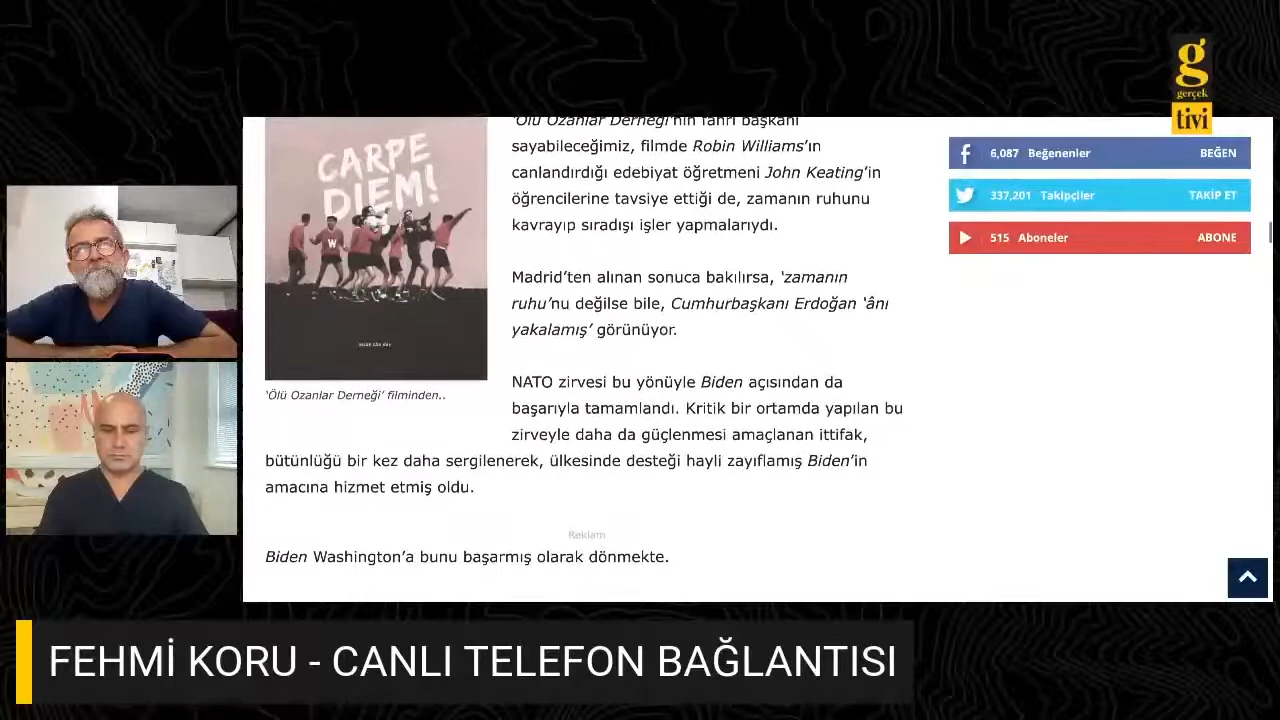 g
gerçek
tivi
CARPE
DIEM!
W
'Ölü Ozanlar Derneği' filminden..
'Ölü Ozanlar Derneği'nin fahri başkanı
sayabileceğimiz, filmde Robin Williams'ın
canlandırdığı edebiyat öğretmeni John Keating'in
öğrencilerine tavsiye ettiği de, zamanın ruhunu
kavrayıp sıradışı işler yapmalarıydı.
Madrid'ten alınan sonuca bakılırsa, 'zamanın
ruhu'nu değilse bile, Cumhurbaşkanı Erdoğan 'ânı
yakalamış' görünüyor.
NATO zirvesi bu yönüyle Biden açısından da
başarıyla tamamlandı. Kritik bir ortamda yapılan bu
zirveyle daha da güçlenmesi amaçlanan ittifak,
bütünlüğü bir kez daha sergilenerek, ülkesinde desteği hayli zayıflamış Biden'in
amacına hizmet etmiş oldu.
Reklam
Biden Washington'a bunu başarmış olarak dönmekte.
6,087 Beğenenler BEĞEN
337,201 Takipçiler TAKİP ET
515 Aboneler ABONE
FEHMİ KORU - CANLI TELEFON BAĞLANTISI